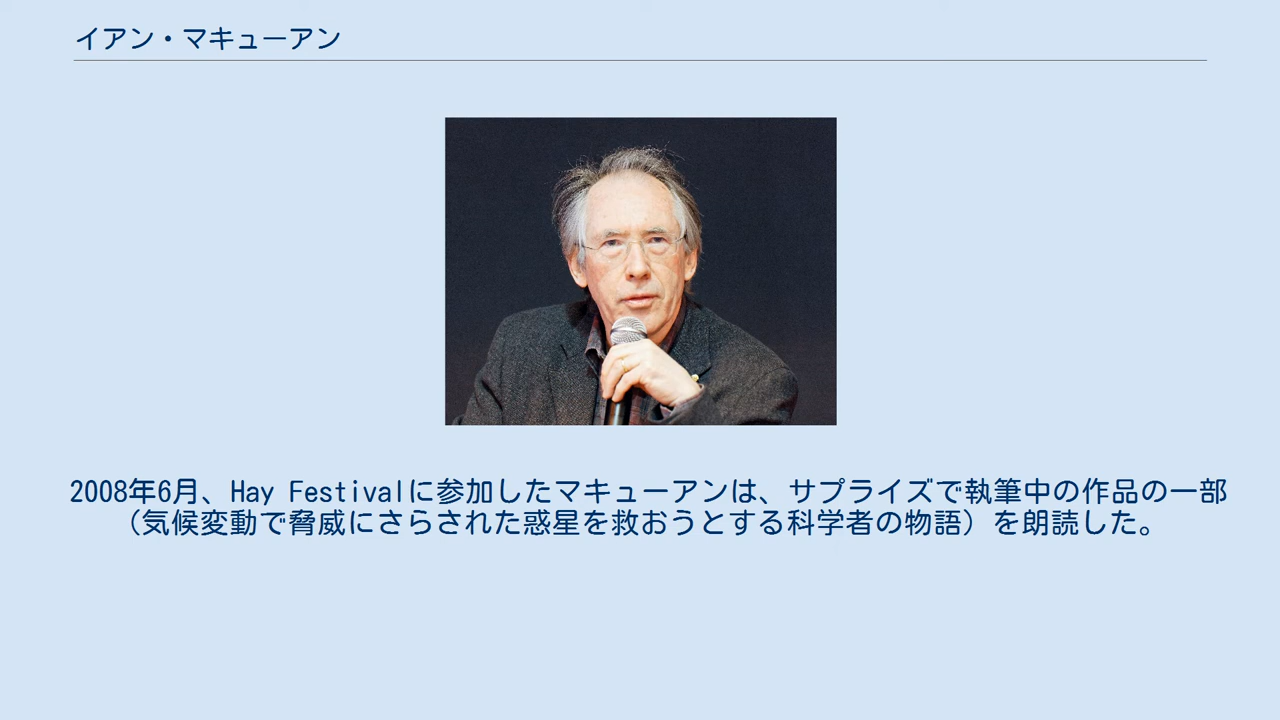 イアン・マキューアン
2008年6月、Hay Festivalに参加したマキューアンは、サプライズで執筆中の作品の一部
（気候変動で脅威にさらされた惑星を救おうとする科学者の物語）を朗読した。